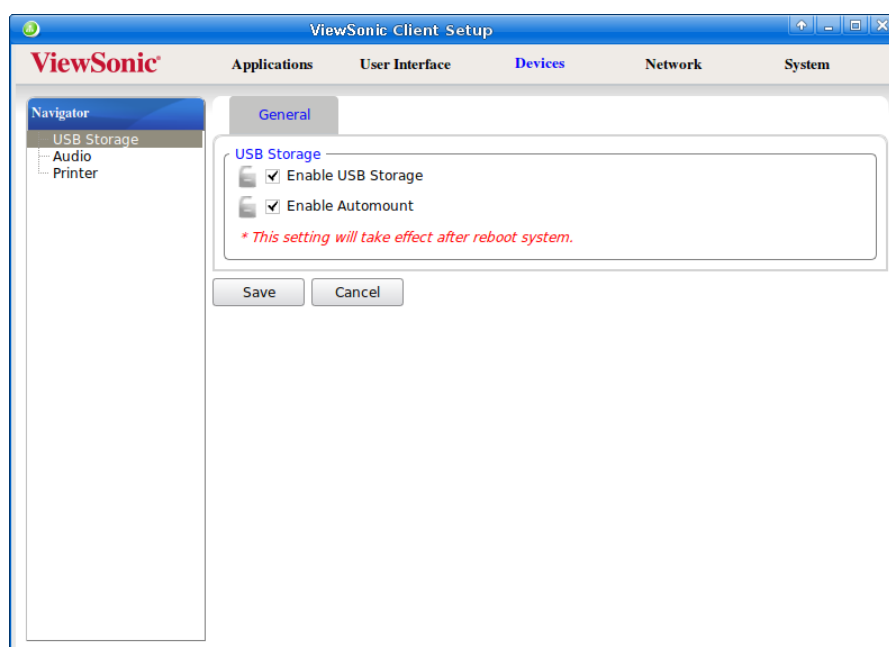 ViewSonic Client Setup
ViewSonic®
Applications User Interface Devices Network System
Navigator
USB Storage
Audio
Printer
General
USB Storage
Enable USB Storage
Enable Automount
* This setting will take effect after reboot system.
Save Cancel